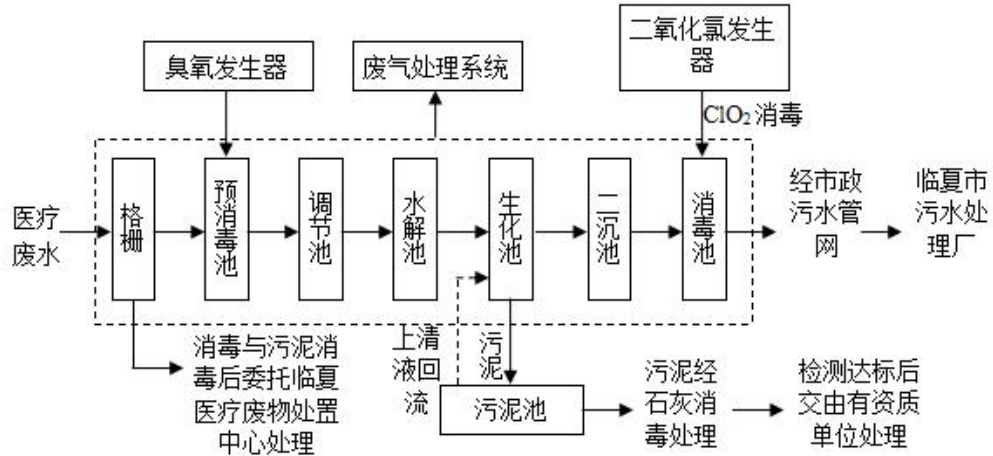 臭氧发生器
废气处理系统
二氧化氯发生
器
ClO₂消毒
医疗
废水
格栅
预消毒池
调节池
水解池
生化池
二沉池
消毒池
经市政
污水管
网
临夏市
污水处
理厂
消毒与污泥消
毒后委托临夏
医疗废物处置
中心处理
上清
液回
流
污泥
污泥池
污泥经
石灰消
毒处理
检测达标后
交由有资质
单位处理